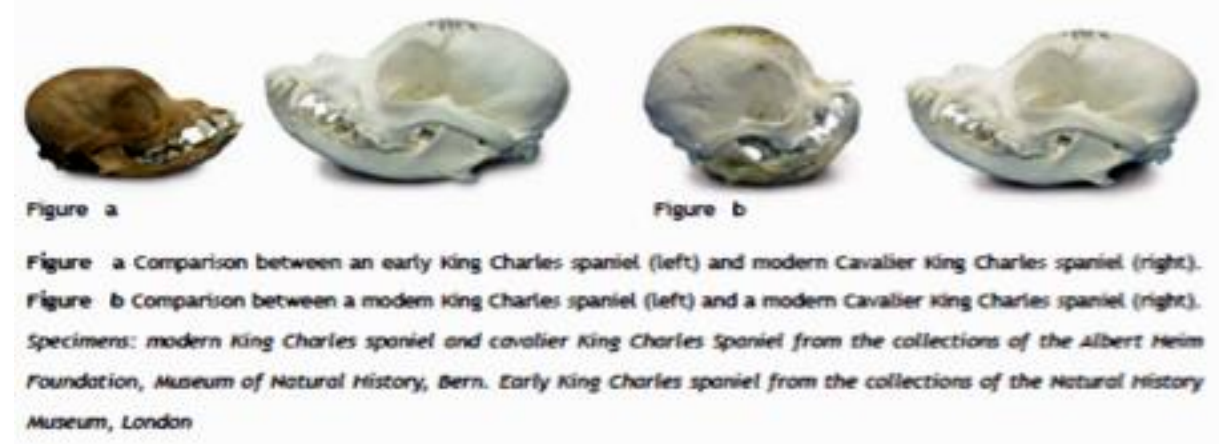 Figure a
Figure b
Figure a Comparison between an early King Charles spaniel (left) and modern Cavalier King Charles spaniel (right).
Figure b Comparison between a modern King Charles spaniel (left) and a modern Cavalier King Charles spaniel (right).
Specimens: modern King Charles spaniel and cavalier King Charles Spaniel from the collections of the Albert Heim
Foundation, Museum of Natural History, Bern. Early King Charles spaniel from the collections of the Natural History
Museum, London